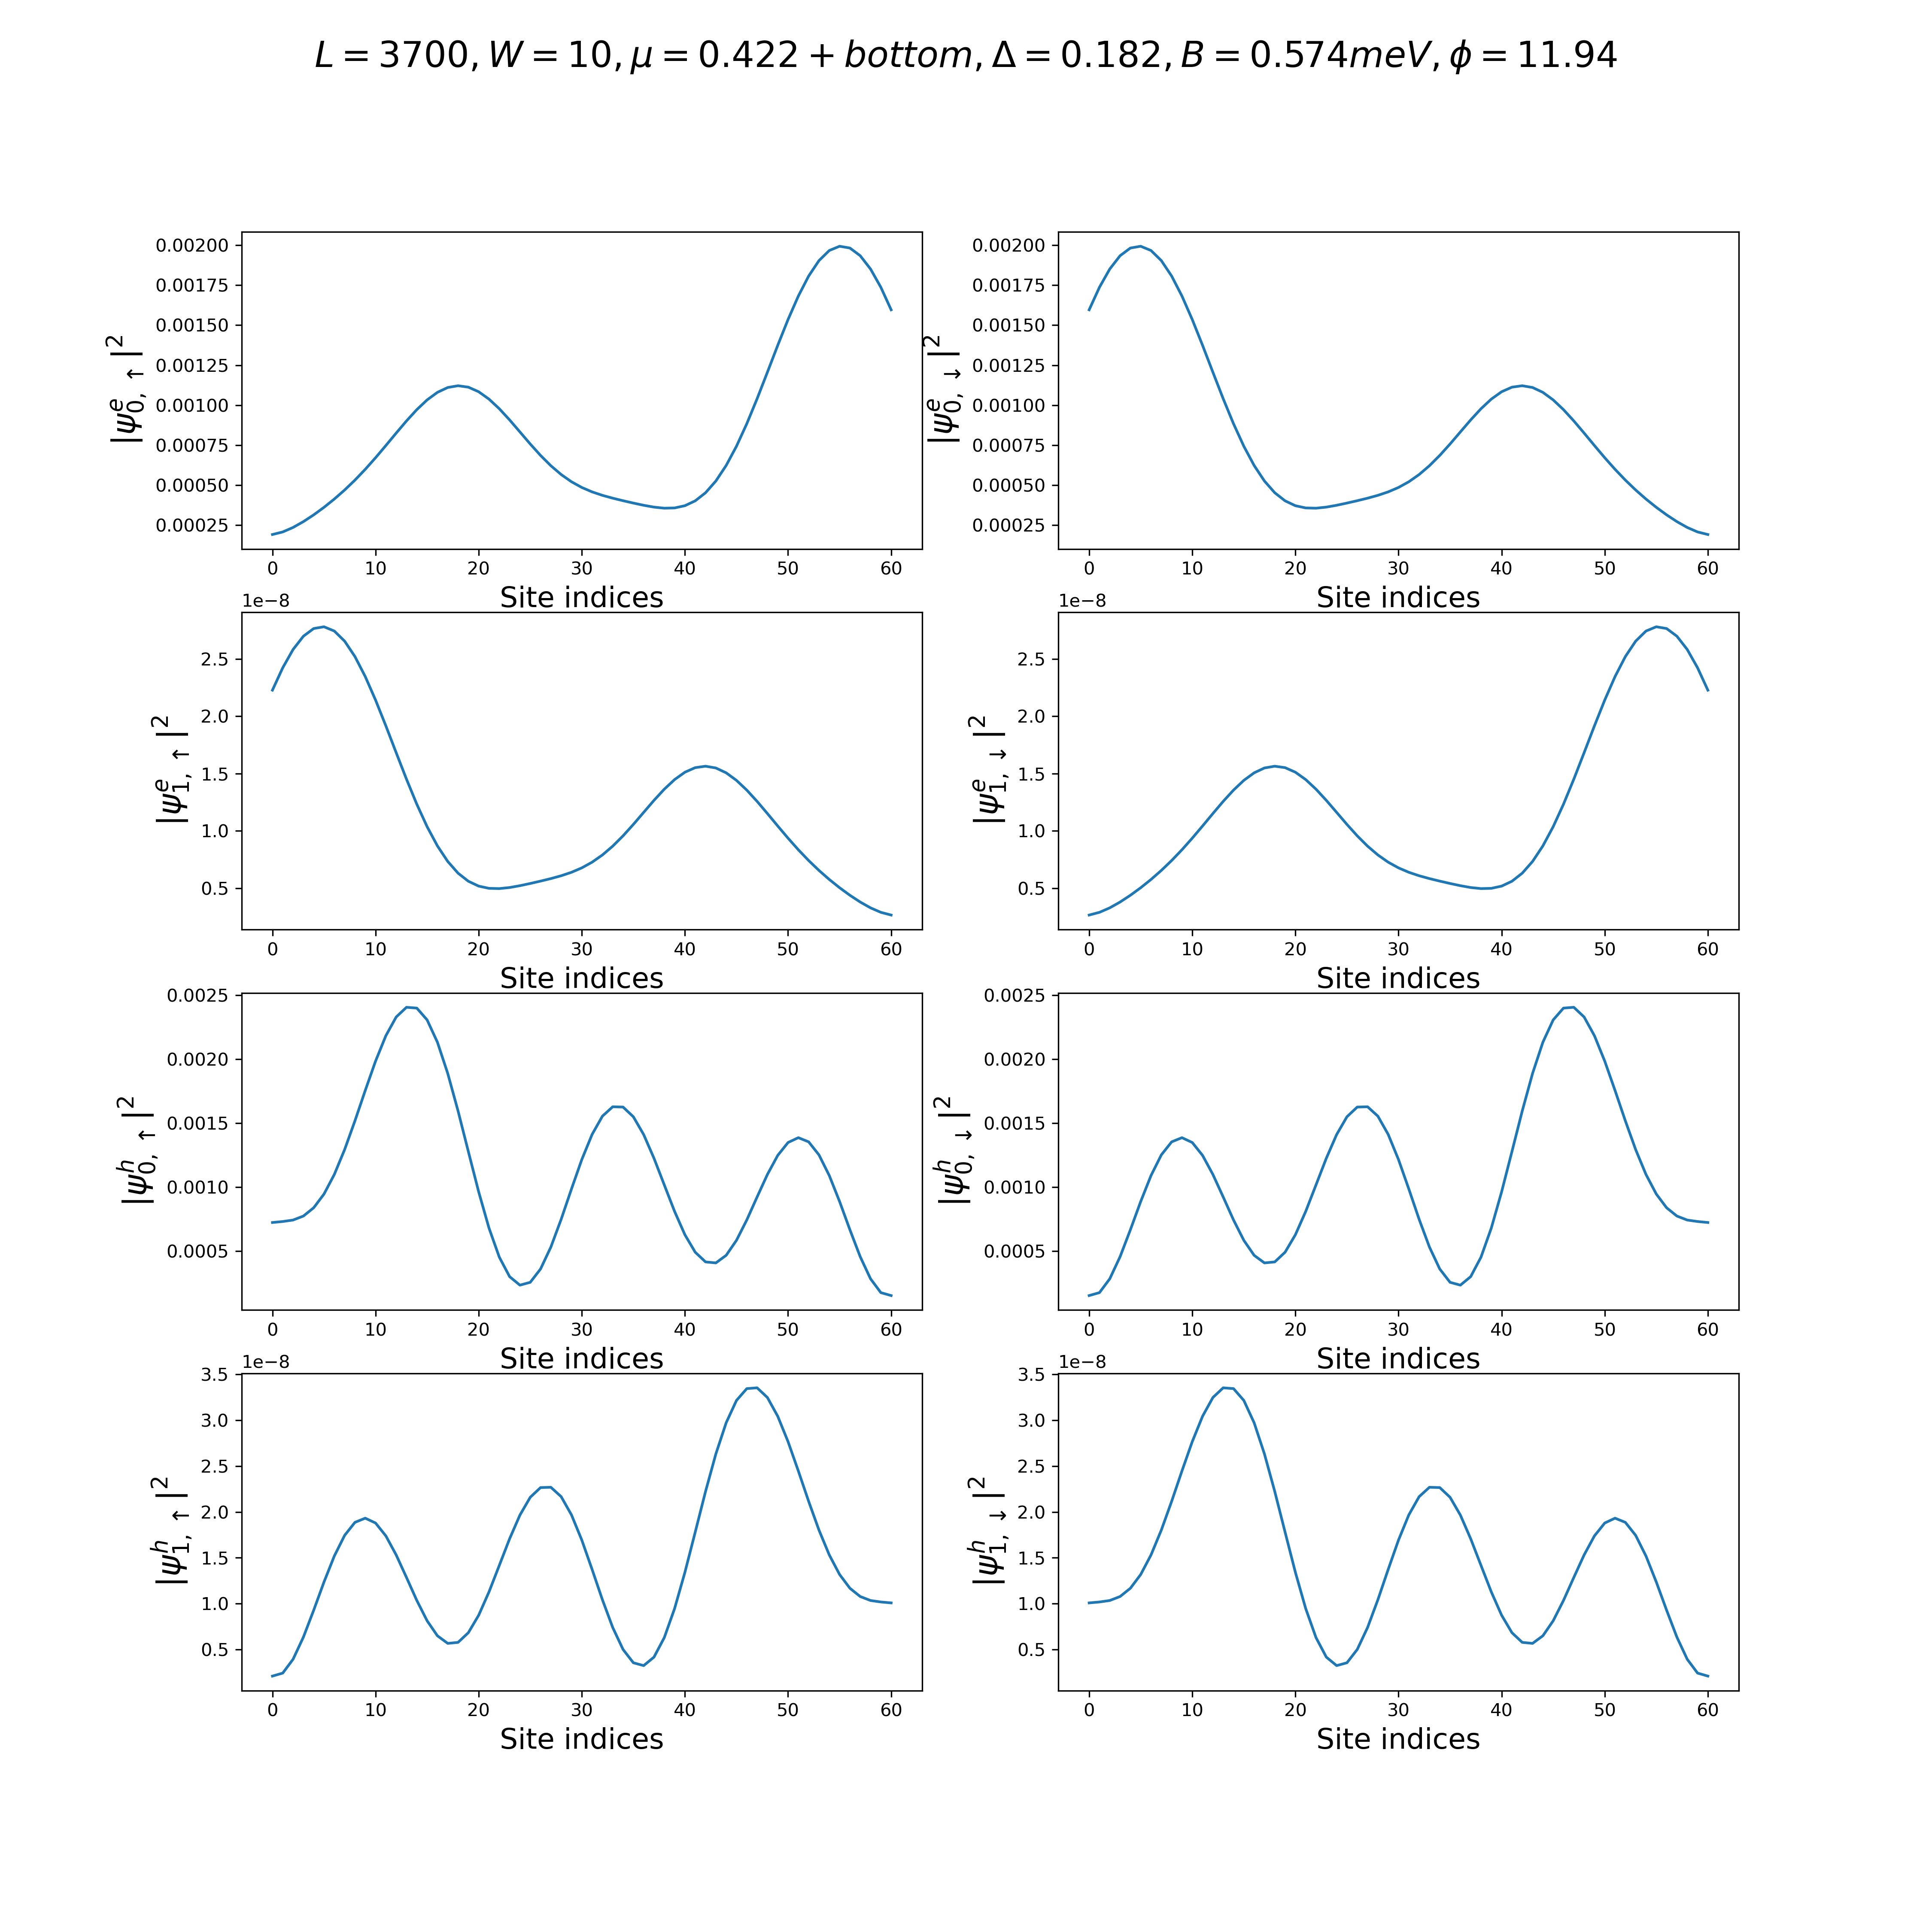 L = 3700, W = 10, μ = 0.422 + bottom, Δ = 0.182, B = 0.574meV, ϕ = 11.94
|ψ^e_{0,↑}|^2
0.00200
0.00175
0.00150
0.00125
0.00100
0.00075
0.00050
0.00025
0 10 20 30 40 50 60
Site indices
|ψ^e_{0,↓}|^2
0.00200
0.00175
0.00150
0.00125
0.00100
0.00075
0.00050
0.00025
0 10 20 30 40 50 60
Site indices
1e−8
|ψ^e_{1,↑}|^2
2.5
2.0
1.5
1.0
0.5
0 10 20 30 40 50 60
Site indices
1e−8
|ψ^e_{1,↓}|^2
2.5
2.0
1.5
1.0
0.5
0 10 20 30 40 50 60
Site indices
|ψ^h_{0,↑}|^2
0.0025
0.0020
0.0015
0.0010
0.0005
0 10 20 30 40 50 60
Site indices
|ψ^h_{0,↓}|^2
0.0025
0.0020
0.0015
0.0010
0.0005
0 10 20 30 40 50 60
Site indices
1e−8
|ψ^h_{1,↑}|^2
3.5
3.0
2.5
2.0
1.5
1.0
0.5
0 10 20 30 40 50 60
Site indices
1e−8
|ψ^h_{1,↓}|^2
3.5
3.0
2.5
2.0
1.5
1.0
0.5
0 10 20 30 40 50 60
Site indices